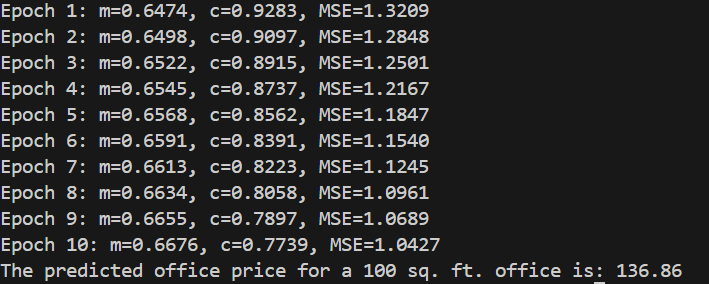 Epoch 1: m=0.6474, c=0.9283, MSE=1.3209
Epoch 2: m=0.6498, c=0.9097, MSE=1.2848
Epoch 3: m=0.6522, c=0.8915, MSE=1.2501
Epoch 4: m=0.6545, c=0.8737, MSE=1.2167
Epoch 5: m=0.6568, c=0.8562, MSE=1.1847
Epoch 6: m=0.6591, c=0.8391, MSE=1.1540
Epoch 7: m=0.6613, c=0.8223, MSE=1.1245
Epoch 8: m=0.6634, c=0.8058, MSE=1.0961
Epoch 9: m=0.6655, c=0.7897, MSE=1.0689
Epoch 10: m=0.6676, c=0.7739, MSE=1.0427
The predicted office price for a 100 sq. ft. office is: 136.86